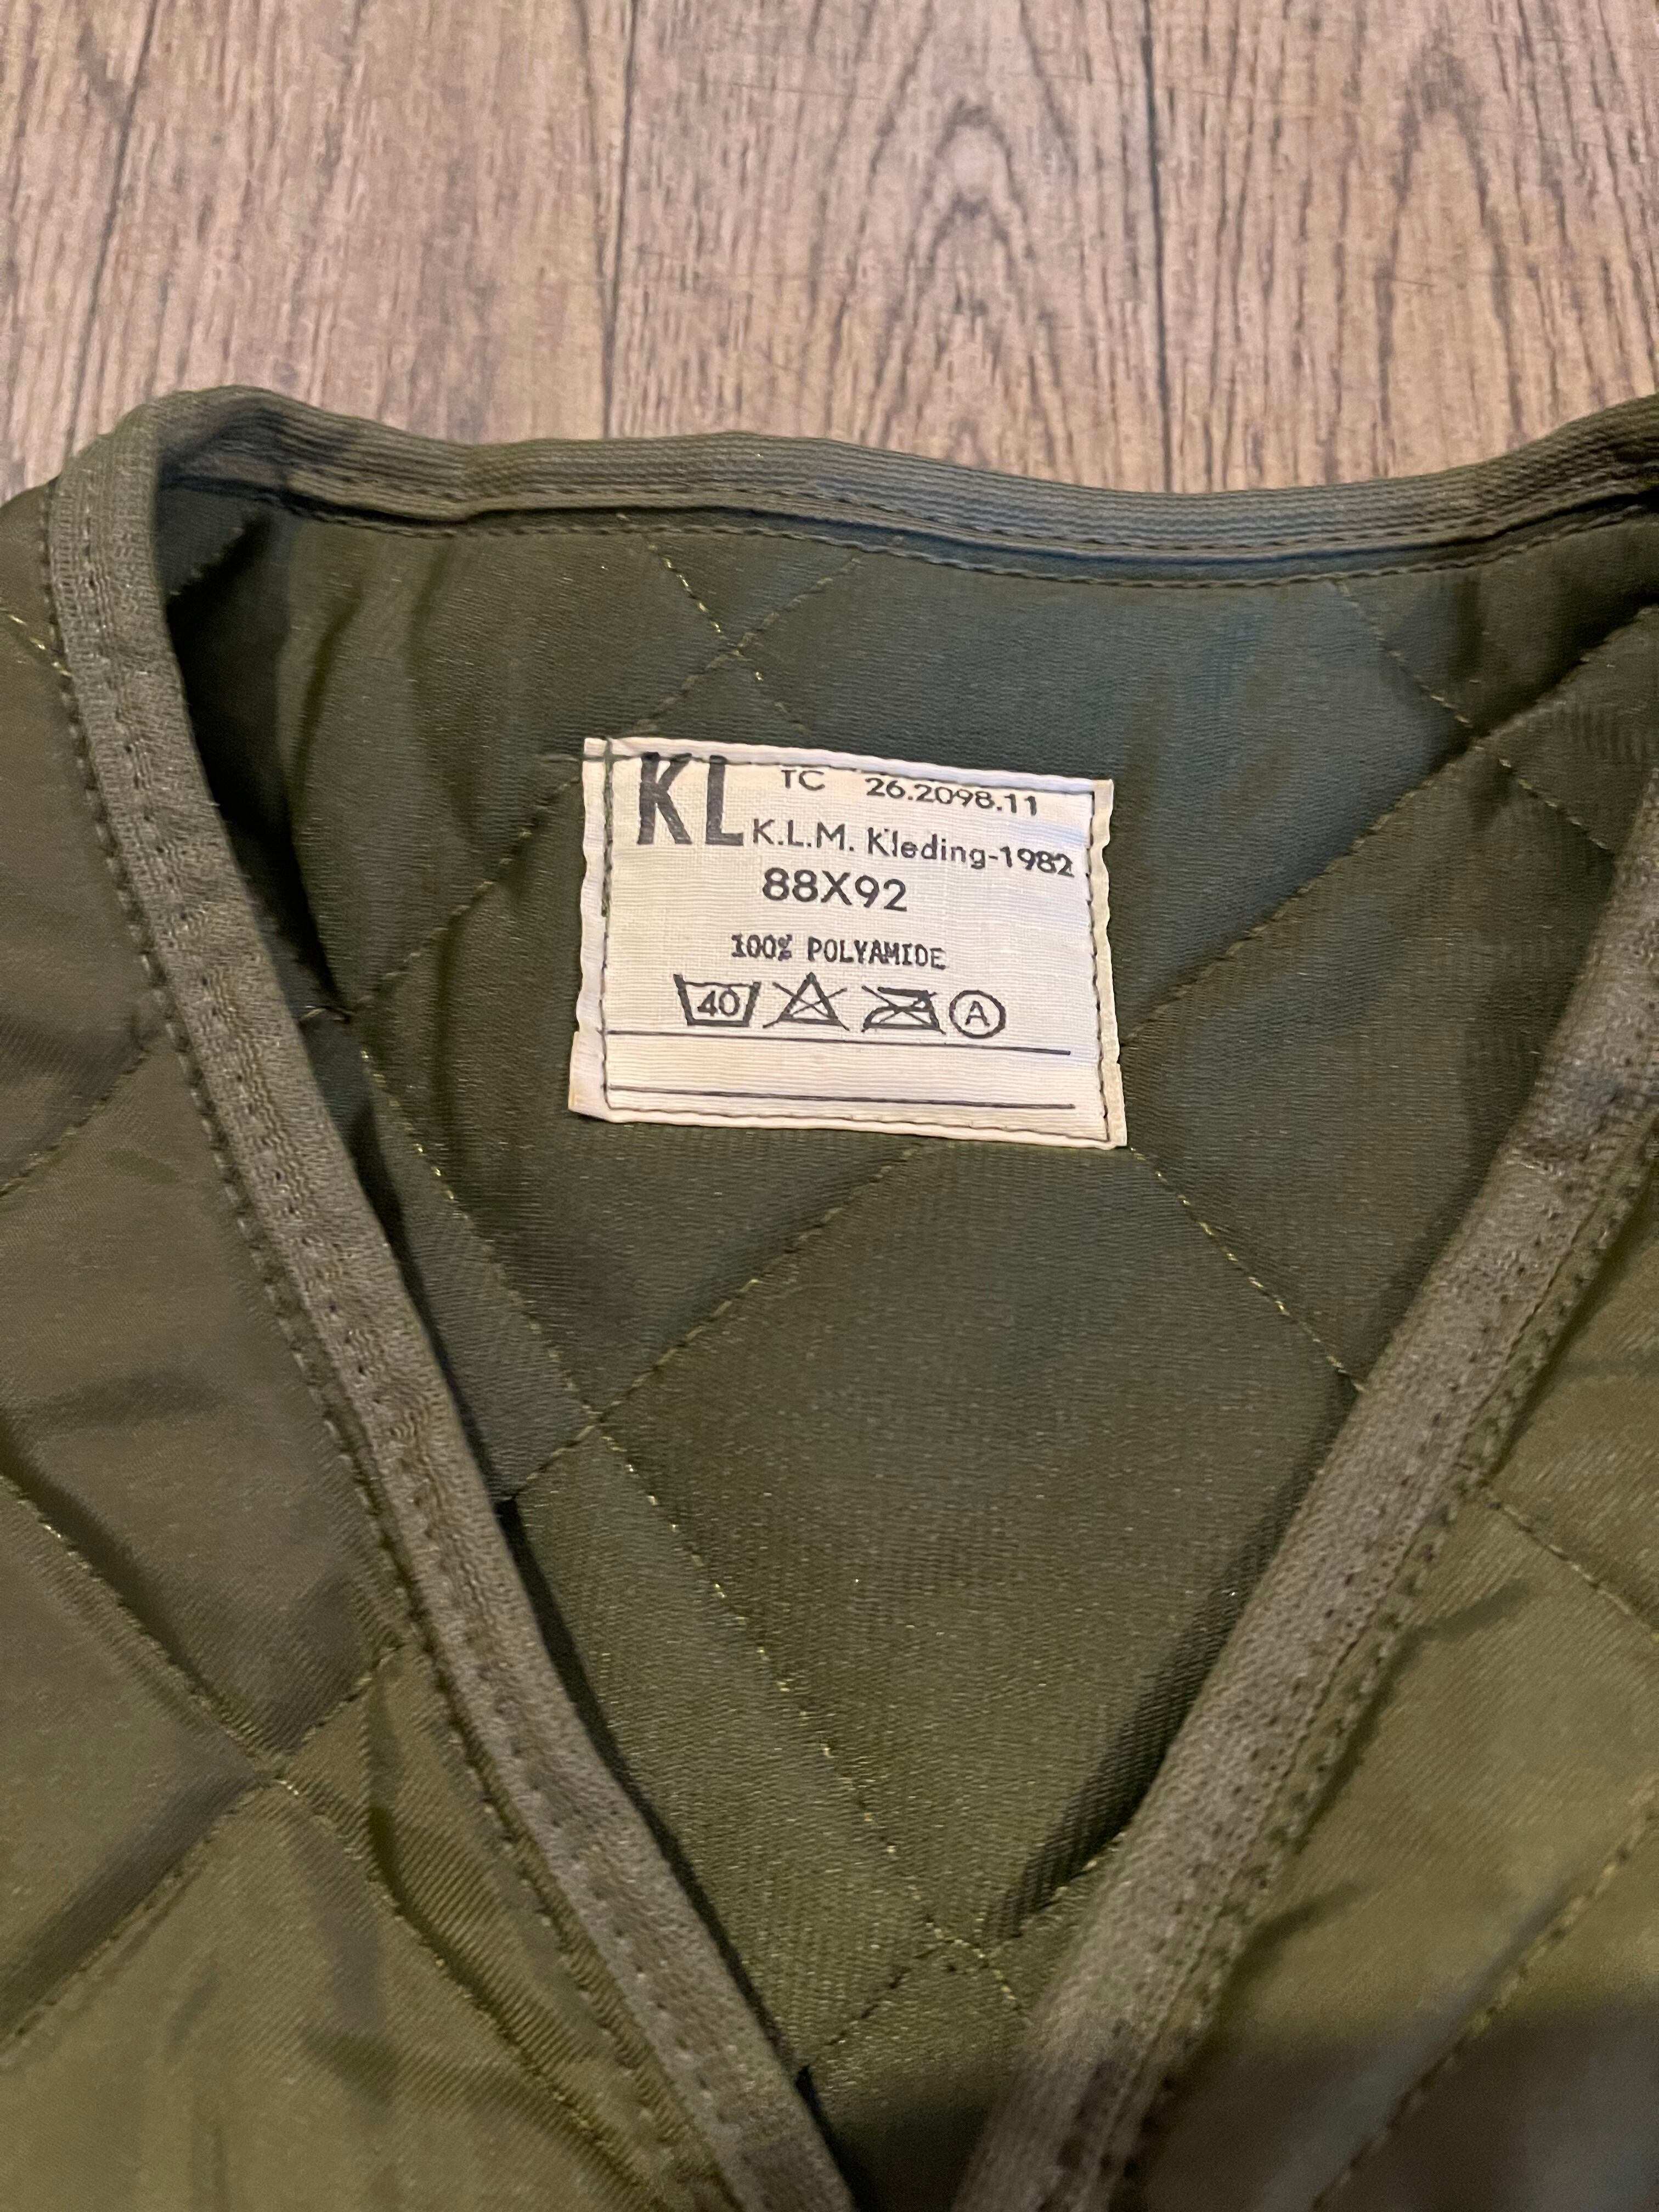 KL TC 26.2098.11
K.L.M. Kleding-1982
88X92
100% POLYAMIDE
40 A